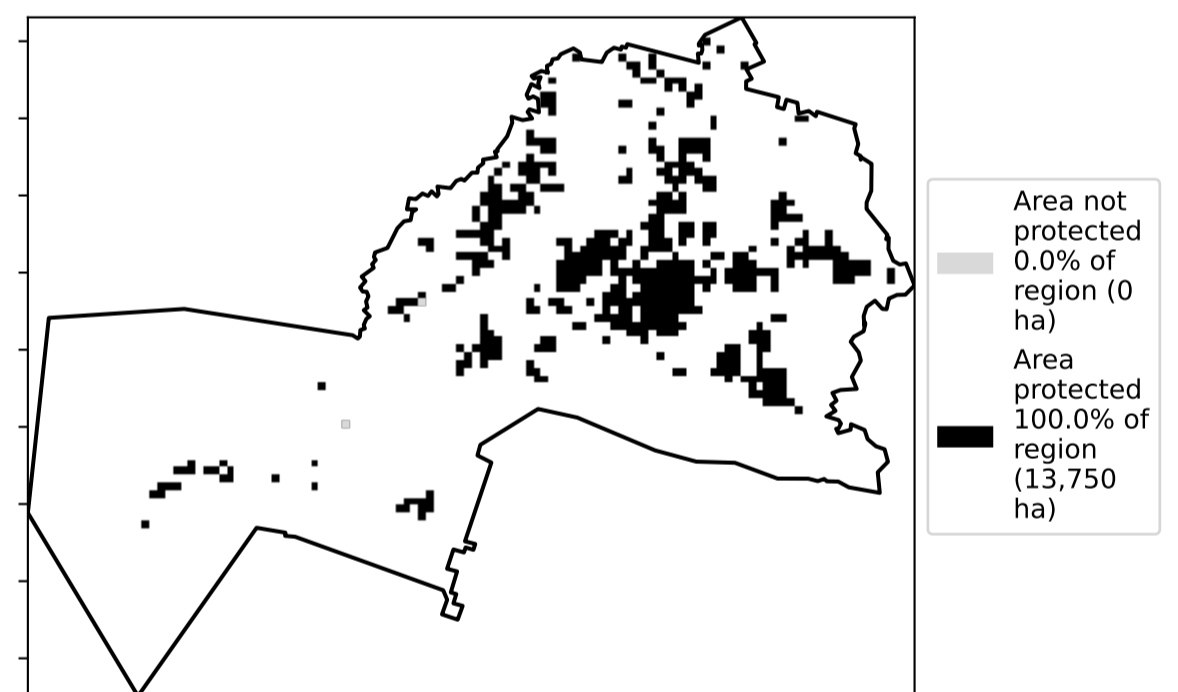 Area not
protected
0.0% of
region (0
ha)
Area
protected
100.0% of
region
(13,750
ha)